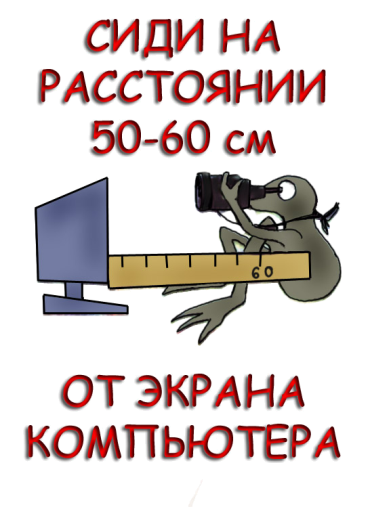 СИДИ НА
РАССТОЯНИИ
50-60 см
60
ОТ ЭКРАНА
КОМПЬЮТЕРА